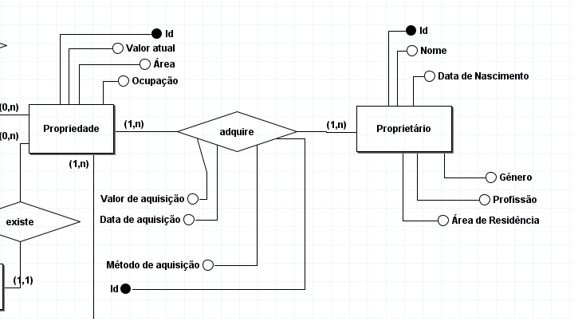 Id
Valor atual
Área
Ocupação
(0,n)
(0,n)
Propriedade
(1,n)
(1,n)
adquire
(1,n)
Id
Nome
Data de Nascimento
Proprietário
Género
Profissão
Área de Residência
Valor de aquisição
Data de aquisição
Método de aquisição
Id
existe
(1,1)